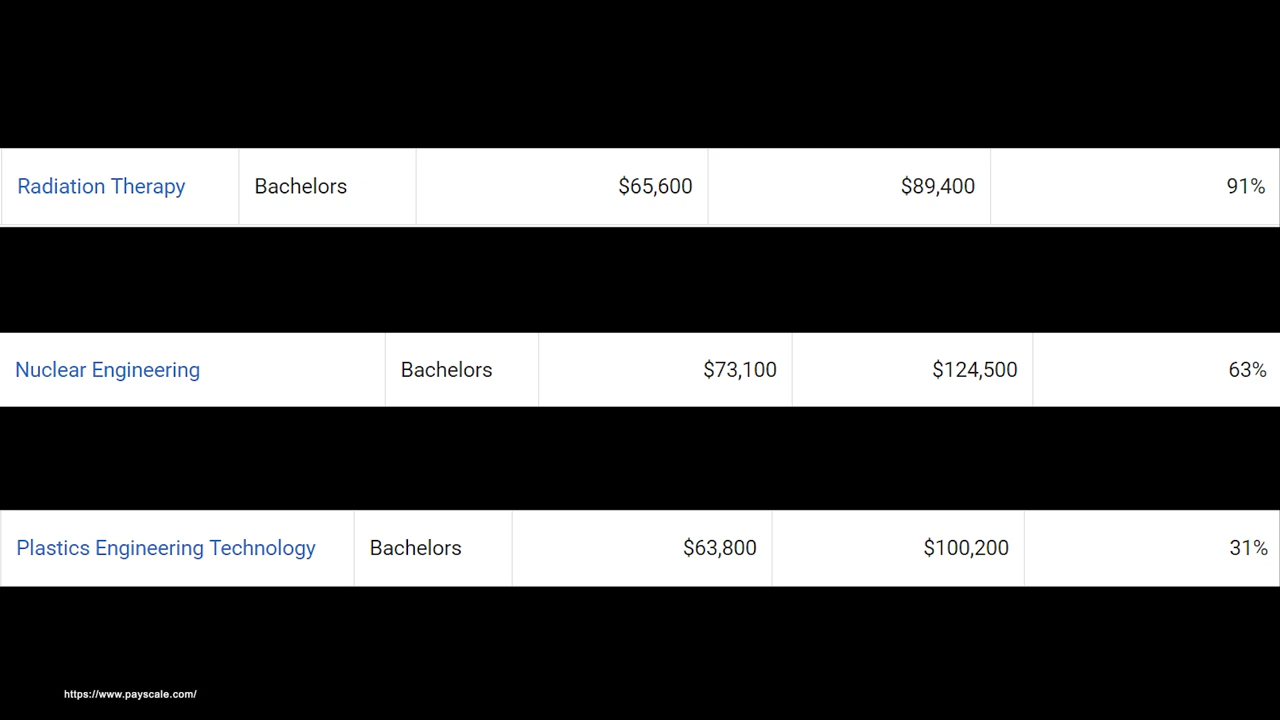 Radiation Therapy Bachelors $65,600 $89,400 91%
Nuclear Engineering Bachelors $73,100 $124,500 63%
Plastics Engineering Technology Bachelors $63,800 $100,200 31%
https://www.payscale.com/